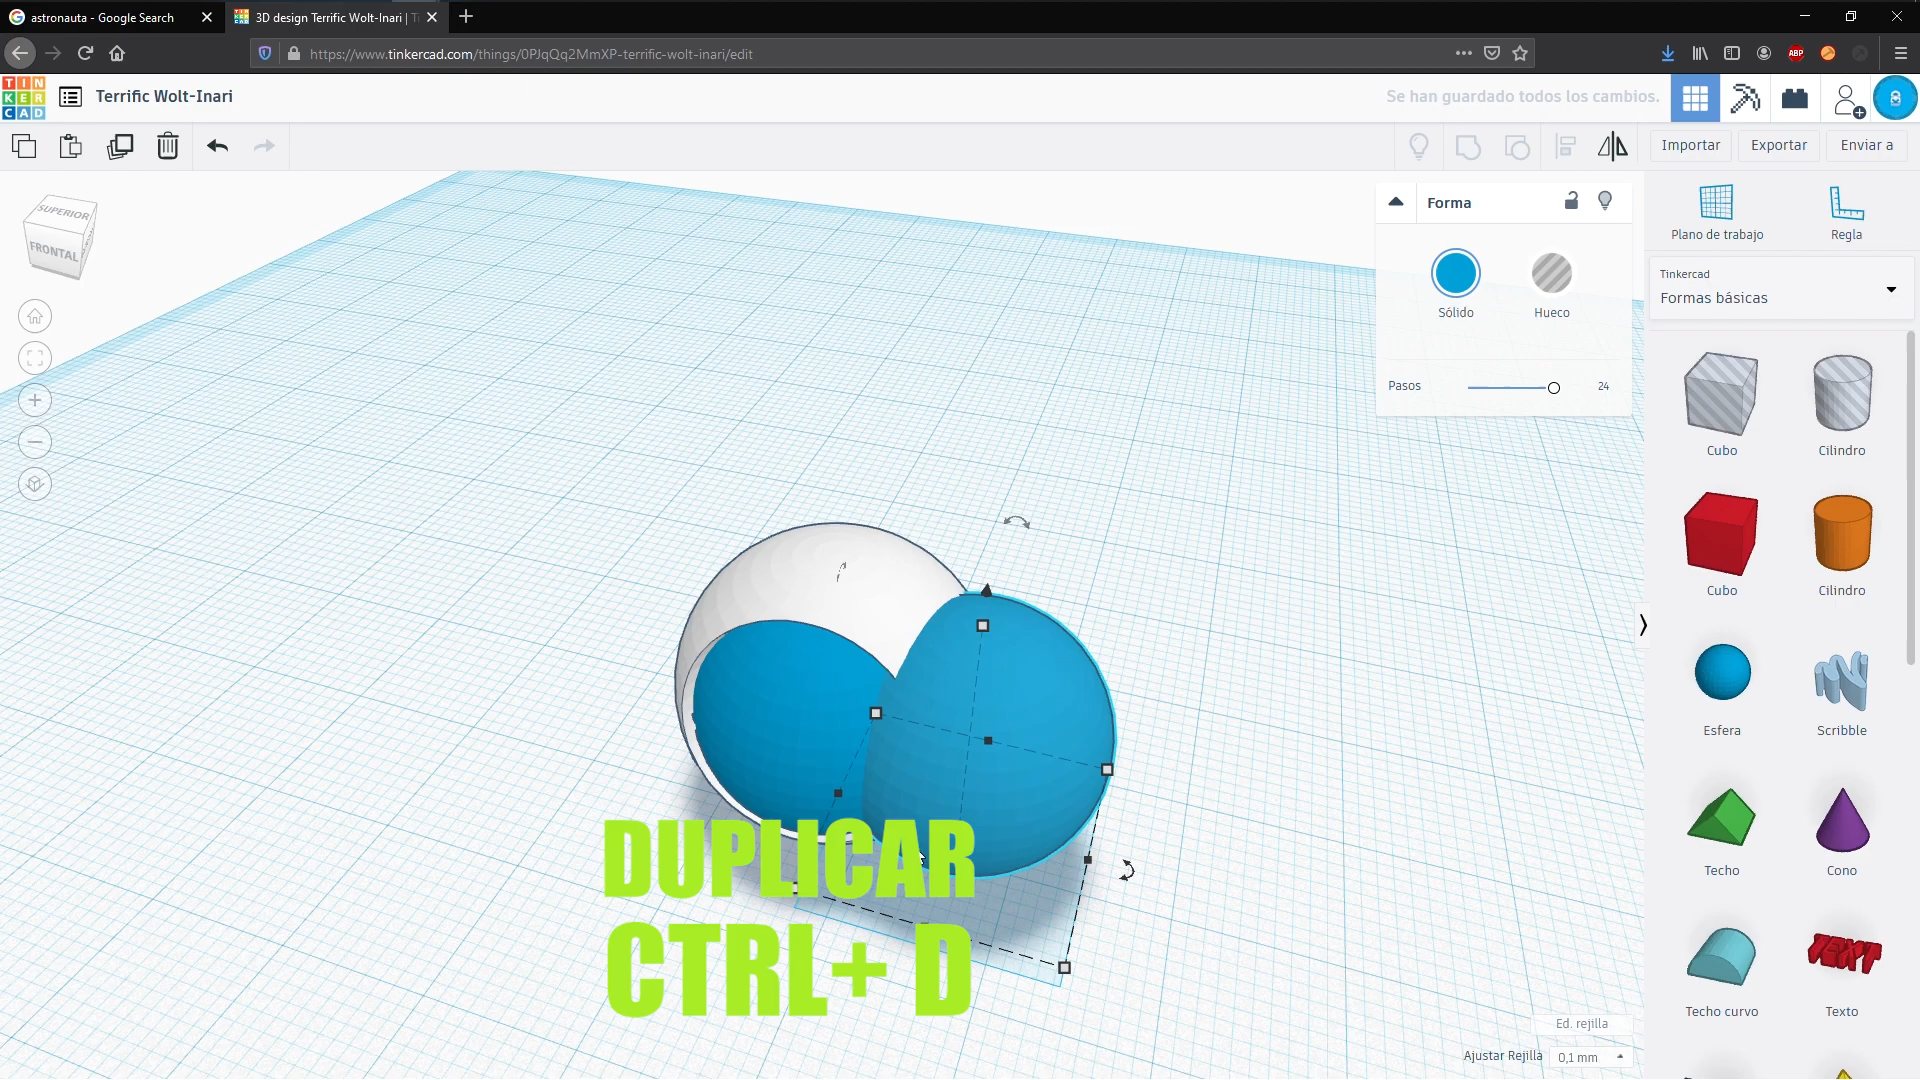 astronauta - Google Search
3D design Terrific Wolt-Inari | T
https://www.tinkercad.com/things/0PJqQq2MmXP-terrific-wolt-inari/edit
ABP
TIN
KER
CAD
Terrific Wolt-Inari
Se han guardado todos los cambios.
Importar
Exportar
Enviar a
SUPERIOR
FRONTAL
Forma
Sólido
Hueco
Pasos
24
Plano de trabajo
Regla
Tinkercad
Formas básicas
Cubo
Cilindro
Cubo
Cilindro
Esfera
Scribble
Techo
Cono
TEXT
Techo curvo
Texto
DUPLICAR
CTRL+ D
Ed. rejilla
Ajustar Rejilla
0,1 mm